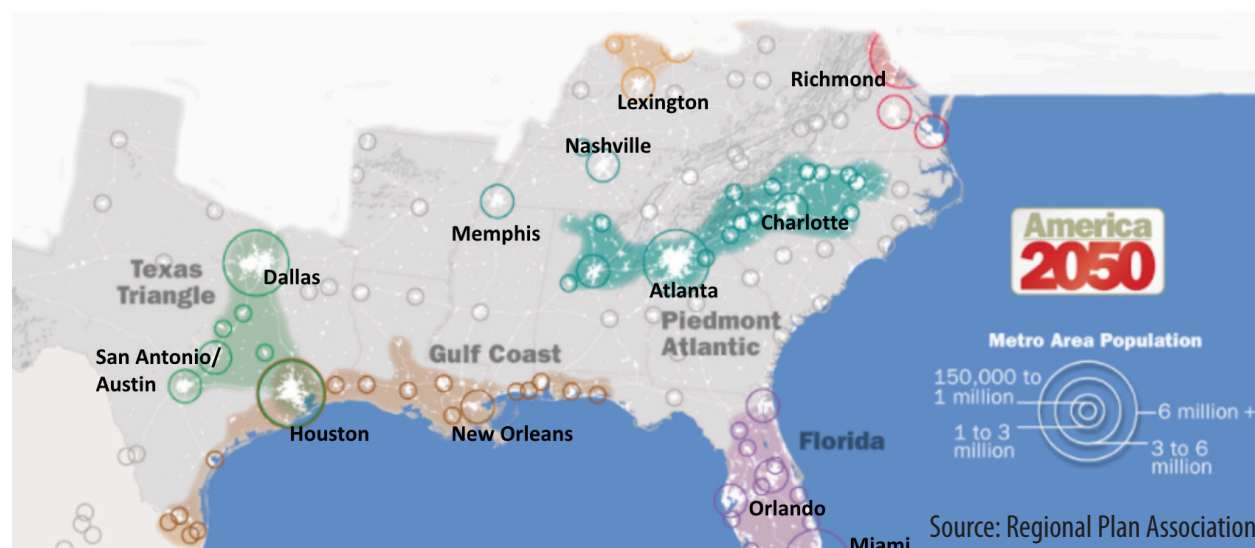 Richmond
Lexington
Nashville
Memphis
Charlotte
America
2050
Texas
Triangle
Dallas
Atlanta
Piedmont
Atlantic
Metro Area Population
San Antonio/
Austin
Gulf Coast
150,000 to
1 million
6 million +
1 to 3
million
3 to 6
million
Houston
New Orleans
Florida
Orlando
Source: Regional Plan Association
Miami